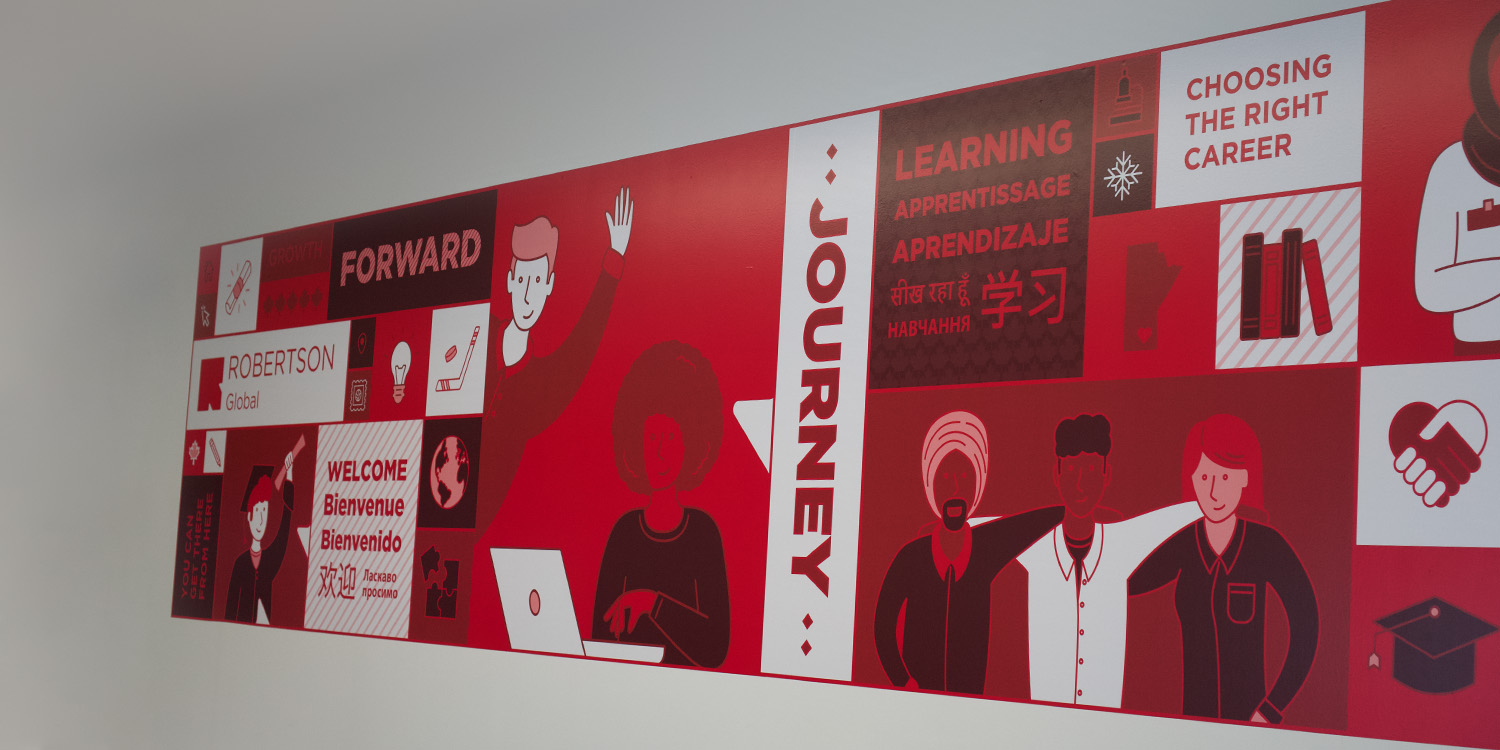 GROWTH
FORWARD
ROBERTSON
Global
YOU CAN
GET THERE
FROM HERE
WELCOME
Bienvenue
Bienvenido
欢迎
Ласкаво
просимо
JOURNEY
LEARNING
APPRENTISSAGE
APRENDIZAJE
सीख रहा हूँ
学习
НАВЧАННЯ
CHOOSING
THE RIGHT
CAREER